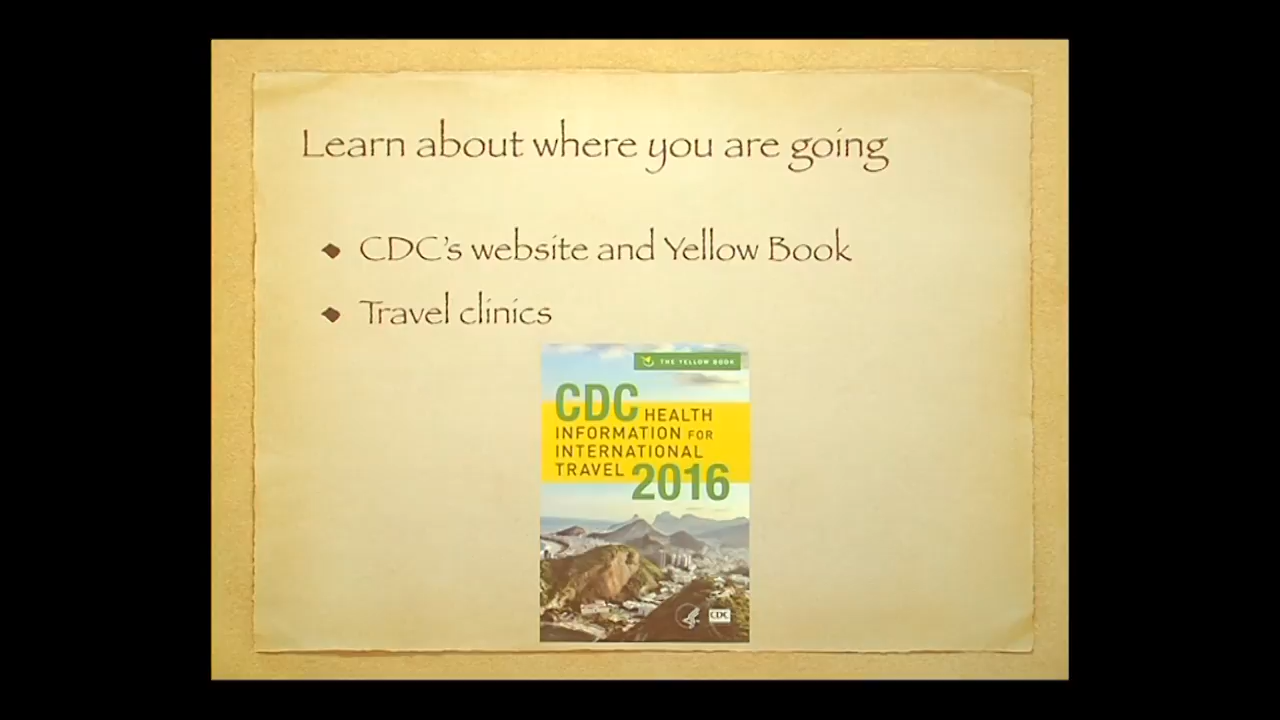 Learn about where you are going
CDC's website and Yellow Book
Travel clinics
THE YELLOW BOOK
CDC HEALTH
INFORMATION FOR
INTERNATIONAL
TRAVEL 2016
CDC